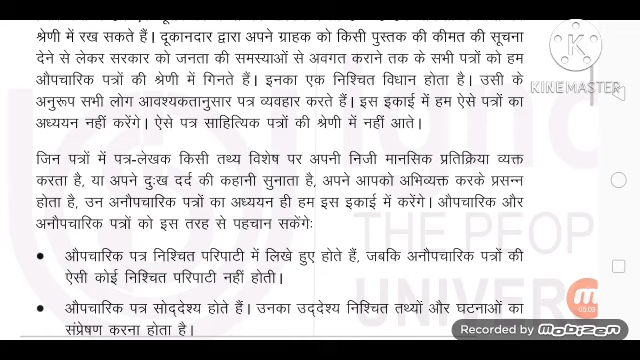 श्रेणी में रख सकते हैं। दूकानदार द्वारा अपने ग्राहक को किसी पुस्तक की कीमत की सूचना
देने से लेकर सरकार को जनता की समस्याओं से अवगत कराने तक के सभी पत्रों को हम
औपचारिक पत्रों की श्रेणी में गिनते हैं। इनका एक निश्चित विधान होता है। उसी के
अनुरूप सभी लोग आवश्यकतानुसार पत्र व्यवहार करते हैं। इस इकाई में हम ऐसे पत्रों का
अध्ययन नहीं करेंगे। ऐसे पत्र साहित्यिक पत्रों की श्रेणी में नहीं आते।
KINEMASTER
जिन पत्रों में पत्र-लेखक किसी तथ्य विशेष पर अपनी निजी मानसिक प्रतिक्रिया व्यक्त
करता है, या अपने दुःख दर्द की कहानी सुनाता है, अपने आपको अभिव्यक्त करके प्रसन्न
होता है, उन अनौपचारिक पत्रों का अध्ययन ही हम इस इकाई में करेंगे। औपचारिक और
अनौपचारिक पत्रों को इस तरह से पहचान सकेंगेः
THE PEOP
UNIVER
● औपचारिक पत्र निश्चित परिपाटी में लिखे हुए होते हैं, जबकि अनौपचारिक पत्रों की
ऐसी कोई निश्चित परिपाटी नहीं होती।
● औपचारिक पत्र सोद्देश्य होते हैं। उनका उद्देश्य निश्चित तथ्यों और घटनाओं का
संप्रेषण करना होता है।
05:03
Recorded by mobizen